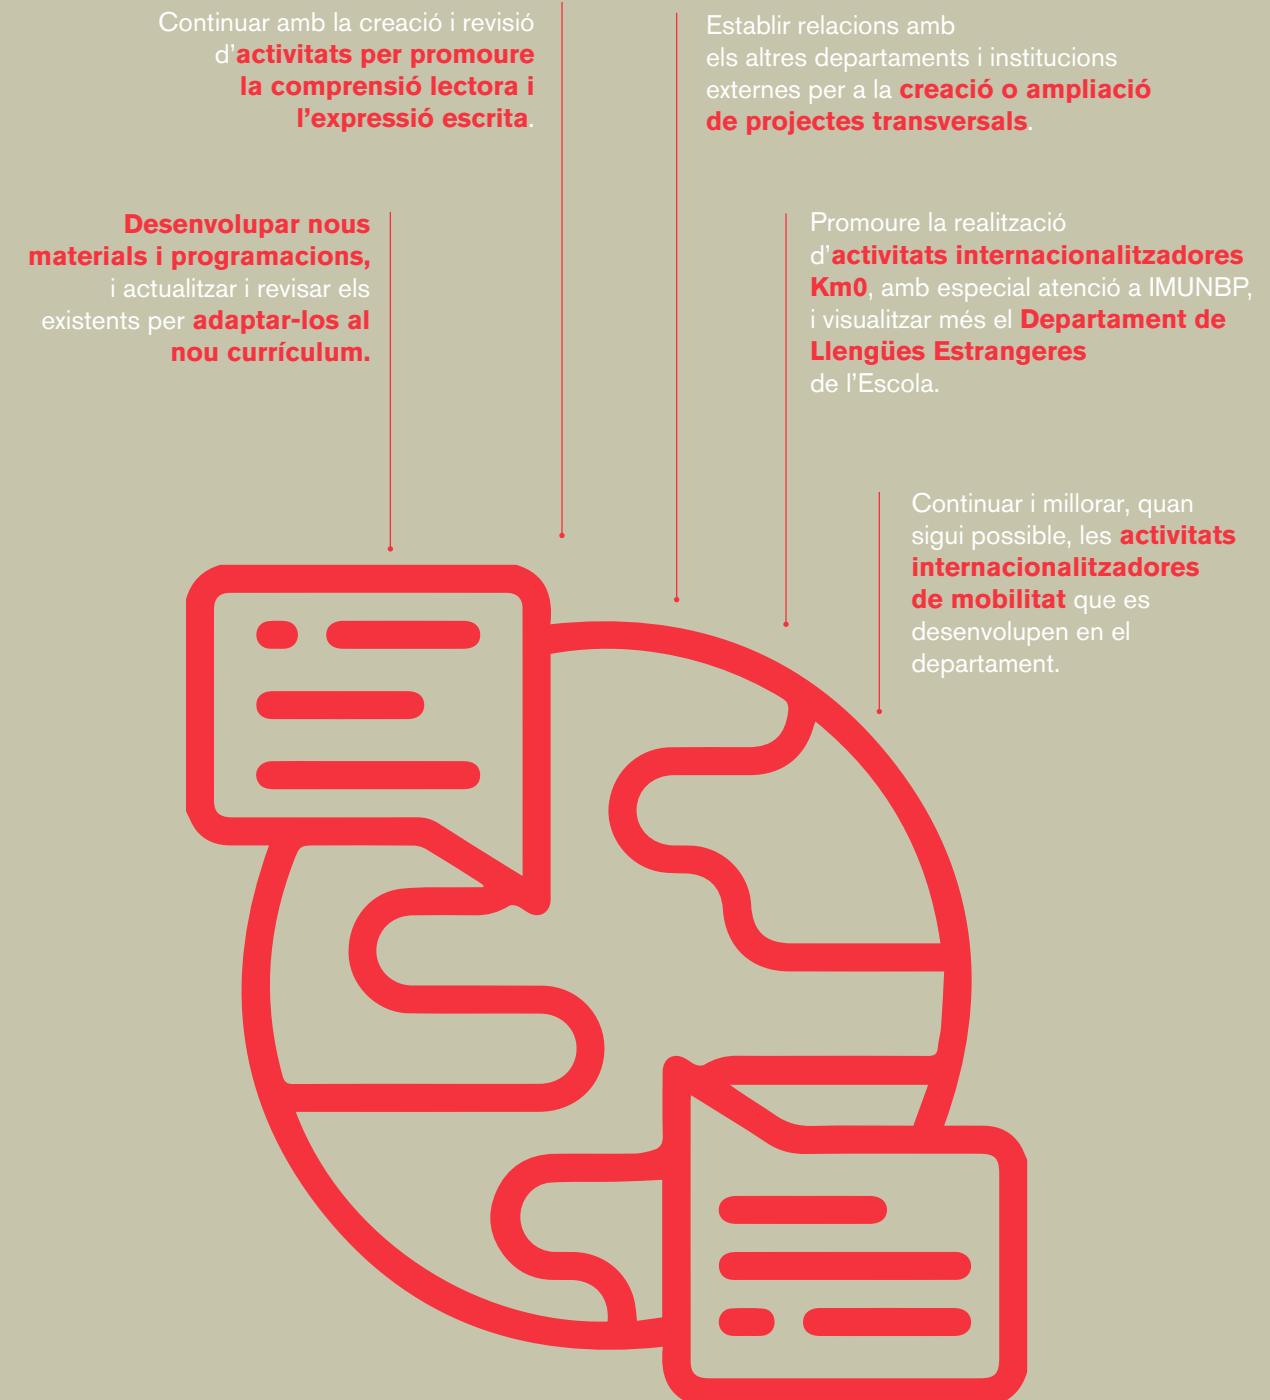 Continuar amb la creació i revisió
d'activitats per promoure
la comprensió lectora i
l'expressió escrita.
Establir relacions amb
els altres departaments i institucions
externes per a la creació o ampliació
de projectes transversals.
Desenvolupar nous
materials i programacions,
i actualitzar i revisar els
existents per adaptar-los al
nou currículum.
Promoure la realització
d'activitats internacionalitzadores
Km0, amb especial atenció a IMUNBP,
i visualitzar més el Departament de
Llengües Estrangeres
de l'Escola.
Continuar i millorar, quan
sigui possible, les activitats
internacionalitzadores
de mobilitat que es
desenvolupen en el
departament.